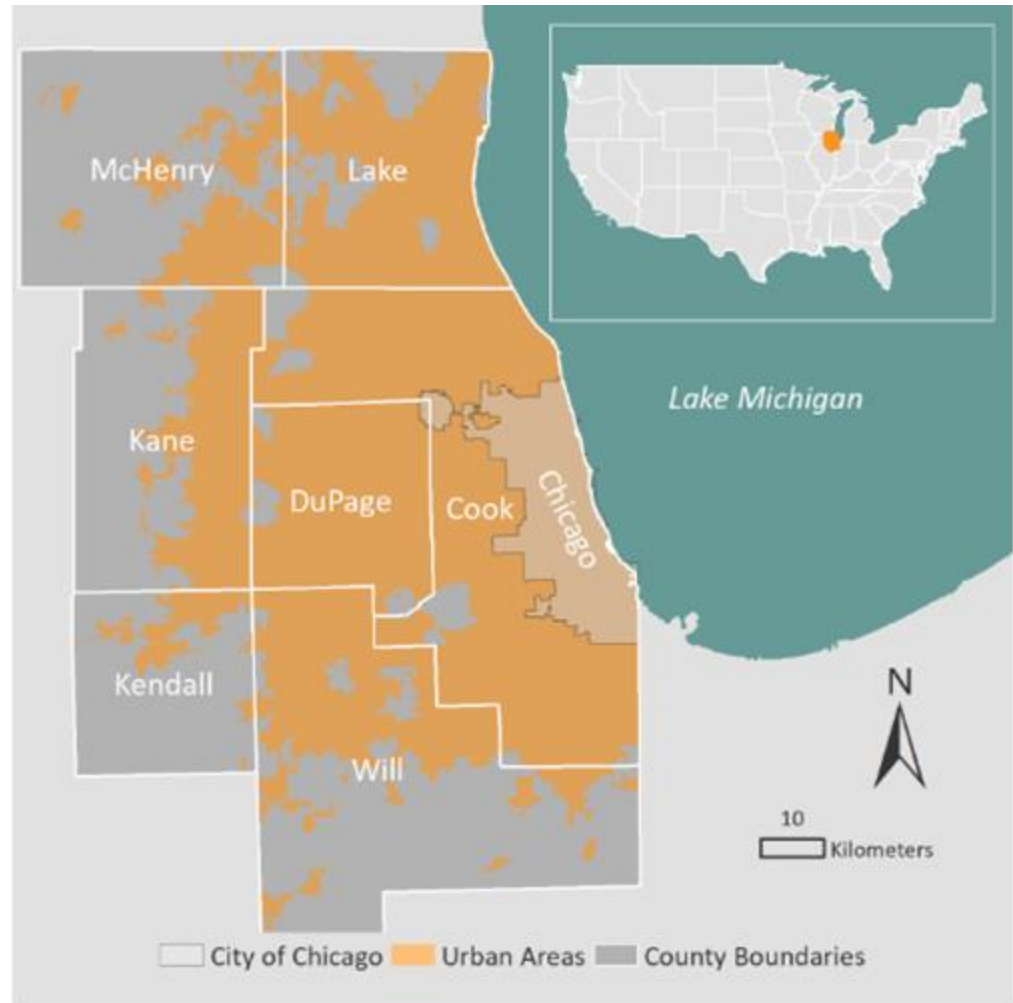 McHenry
Lake
Lake Michigan
Kane
DuPage
Cook
Chicago
Kendall
Will
N
10
Kilometers
City of Chicago
Urban Areas
County Boundaries